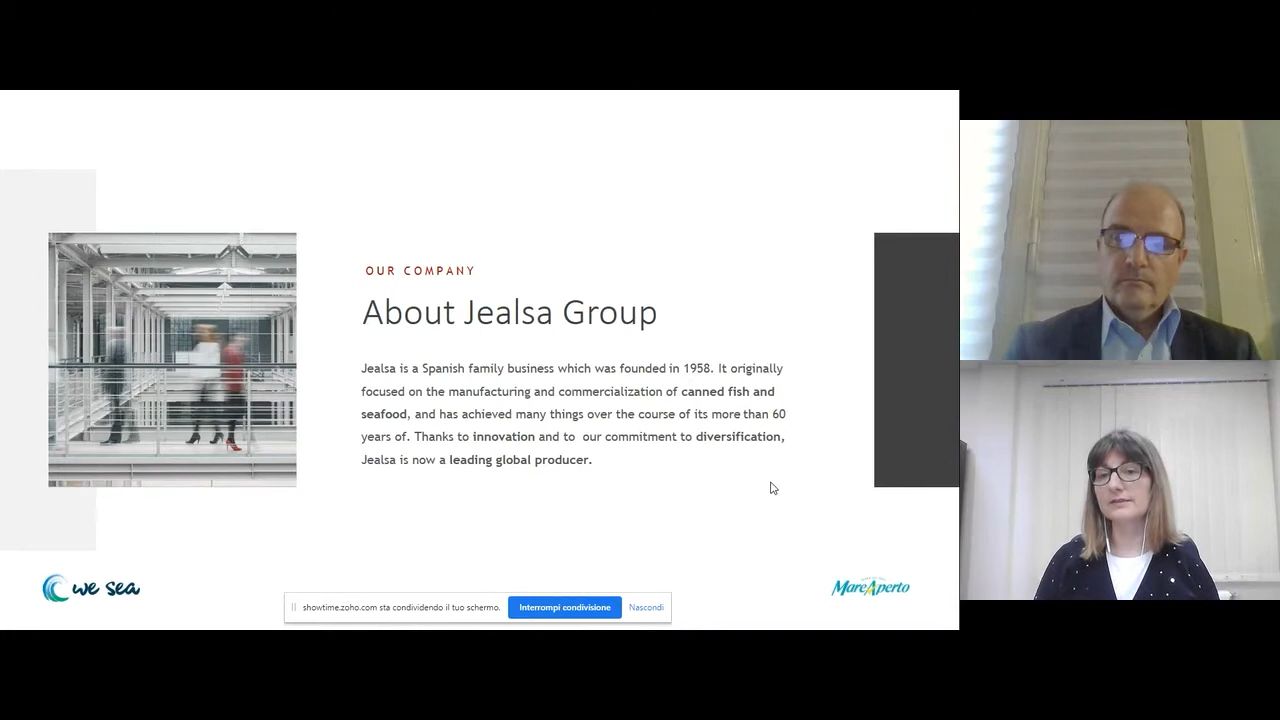 OUR COMPANY
About Jealsa Group
Jealsa is a Spanish family business which was founded in 1958. It originally
focused on the manufacturing and commercialization of canned fish and
seafood, and has achieved many things over the course of its more than 60
years of. Thanks to innovation and to our commitment to diversification,
Jealsa is now a leading global producer.
we sea
MareAperto
showtime.zoho.com sta condividendo il tuo schermo.
Interrompi condivisione
Nascondi